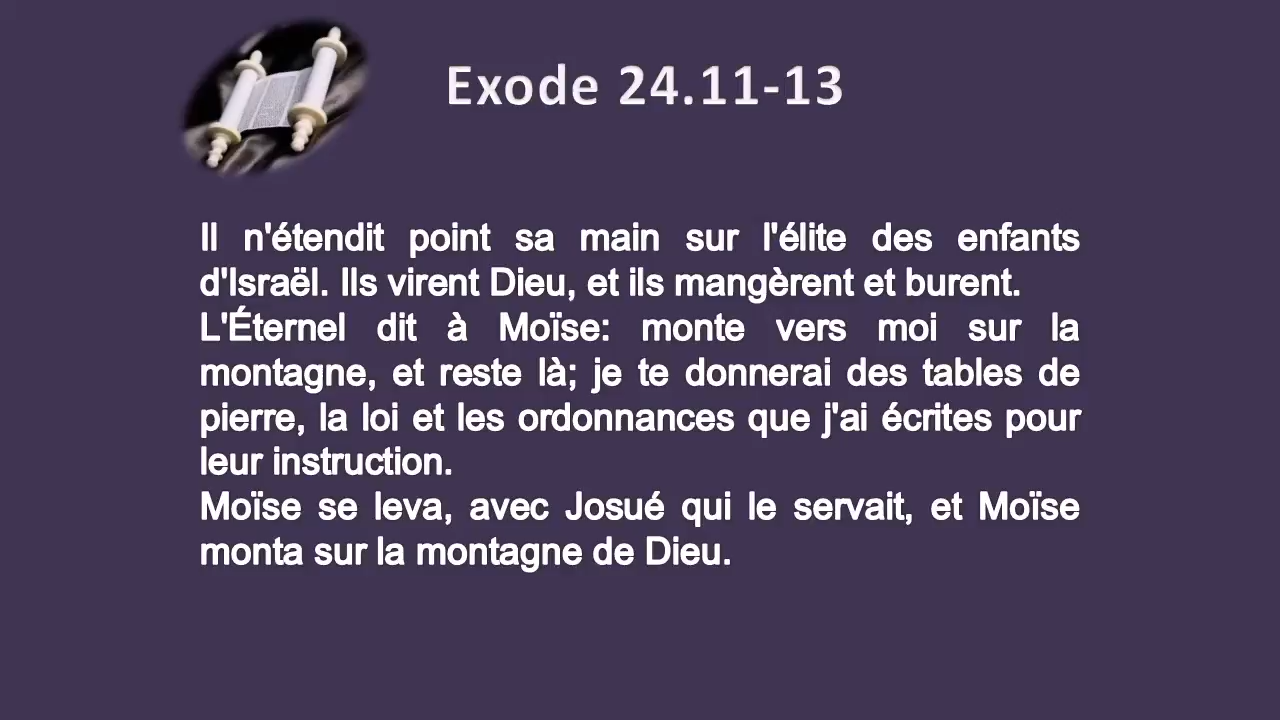 Exode 24.11-13
Il n'étendit point sa main sur l'élite des enfants
d'Israël. Ils virent Dieu, et ils mangèrent et burent.
L'Éternel dit à Moïse: monte vers moi sur la
montagne, et reste là; je te donnerai des tables de
pierre, la loi et les ordonnances que j'ai écrites pour
leur instruction.
Moïse se leva, avec Josué qui le servait, et Moïse
monta sur la montagne de Dieu.